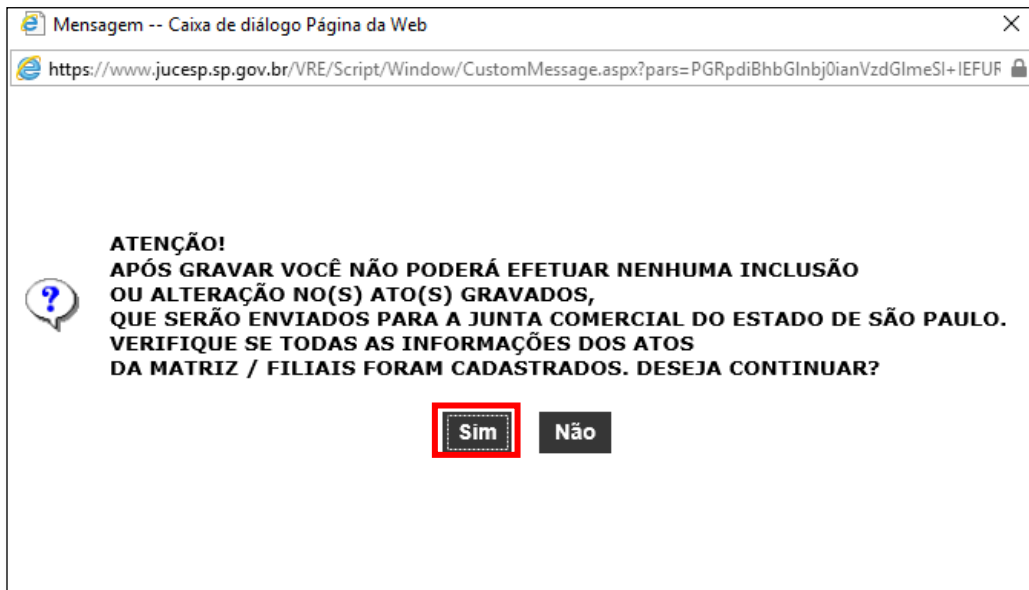 Mensagem -- Caixa de diálogo Página da Web
https://www.jucesp.sp.gov.br/VRE/Script/Window/CustomMessage.aspx?pars=PGRpdiBhbGlnbj0ianVzdGlmeSI+IEFUR
ATENÇÃO!
APÓS GRAVAR VOCÊ NÃO PODERÁ EFETUAR NENHUMA INCLUSÃO
OU ALTERAÇÃO NO(S) ATO(S) GRAVADOS,
QUE SERÃO ENVIADOS PARA A JUNTA COMERCIAL DO ESTADO DE SÃO PAULO.
VERIFIQUE SE TODAS AS INFORMAÇÕES DOS ATOS
DA MATRIZ / FILIAIS FORAM CADASTRADOS. DESEJA CONTINUAR?
Sim Não